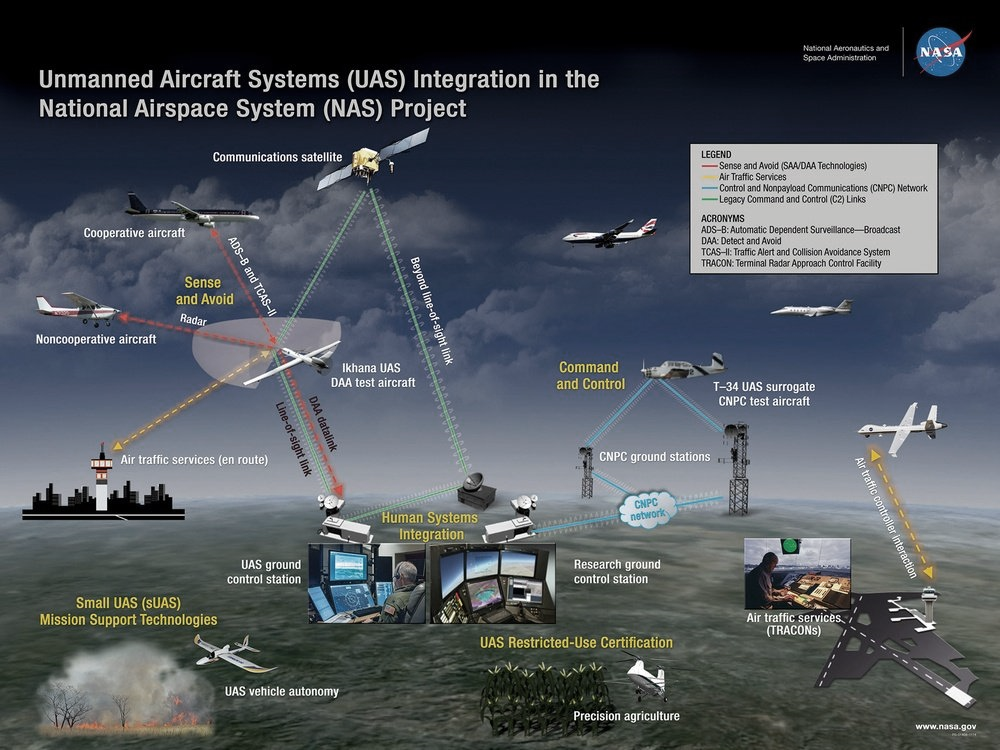 National Aeronautics and
Space Administration
NASA
Unmanned Aircraft Systems (UAS) Integration in the
National Airspace System (NAS) Project
Communications satellite
LEGEND
Sense and Avoid (SAA/DAA Technologies)
Air Traffic Services
Control and Nonpayload Communications (CNPC) Network
Legacy Command and Control (C2) Links
ACRONYMS
ADS–B: Automatic Dependent Surveillance—Broadcast
DAA: Detect and Avoid
TCAS–II: Traffic Alert and Collision Avoidance System
TRACON: Terminal Radar Approach Control Facility
Cooperative aircraft
ADS–B and TCAS–II
Beyond line-of-sight link
Sense
and Avoid
Radar
Noncooperative aircraft
Ikhana UAS
DAA test aircraft
Command
and Control
T–34 UAS surrogate
CNPC test aircraft
DAA datalink
Line-of-sight link
Air traffic services (en route)
CNPC ground stations
CNPC
network
Air traffic controller interaction
Human Systems
Integration
UAS ground
control station
Research ground
control station
Air traffic services
(TRACONs)
Small UAS (sUAS)
Mission Support Technologies
UAS vehicle autonomy
UAS Restricted-Use Certification
Precision agriculture
www.nasa.gov